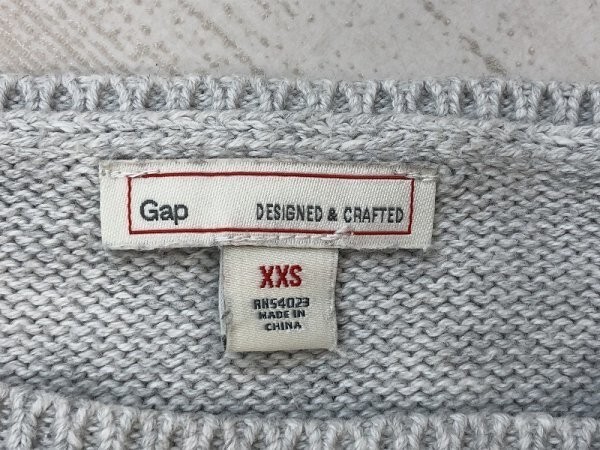 Gap DESIGNED & CRAFTED
XXS
RN54023
MADE IN
CHINA